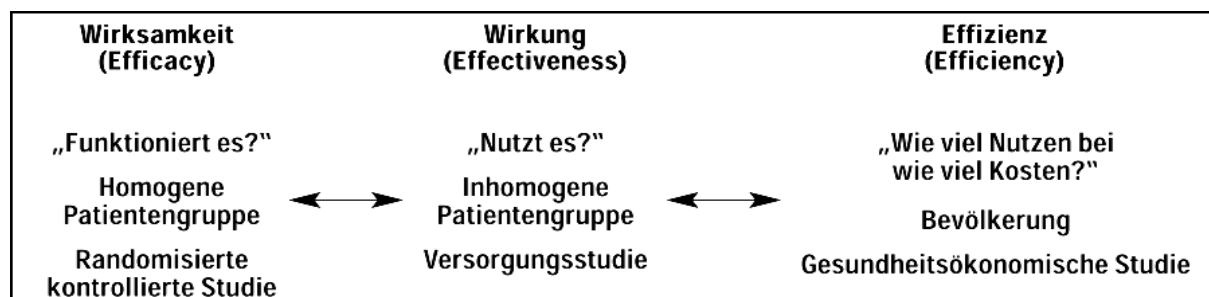 Wirksamkeit
(Efficacy)
„Funktioniert es?“
Homogene
Patientengruppe
Randomisierte
kontrollierte Studie
Wirkung
(Effectiveness)
„Nutzt es?“
Inhomogene
Patientengruppe
Versorgungsstudie
Effizienz
(Efficiency)
„Wie viel Nutzen bei
wie viel Kosten?“
Bevölkerung
Gesundheitsökonomische Studie